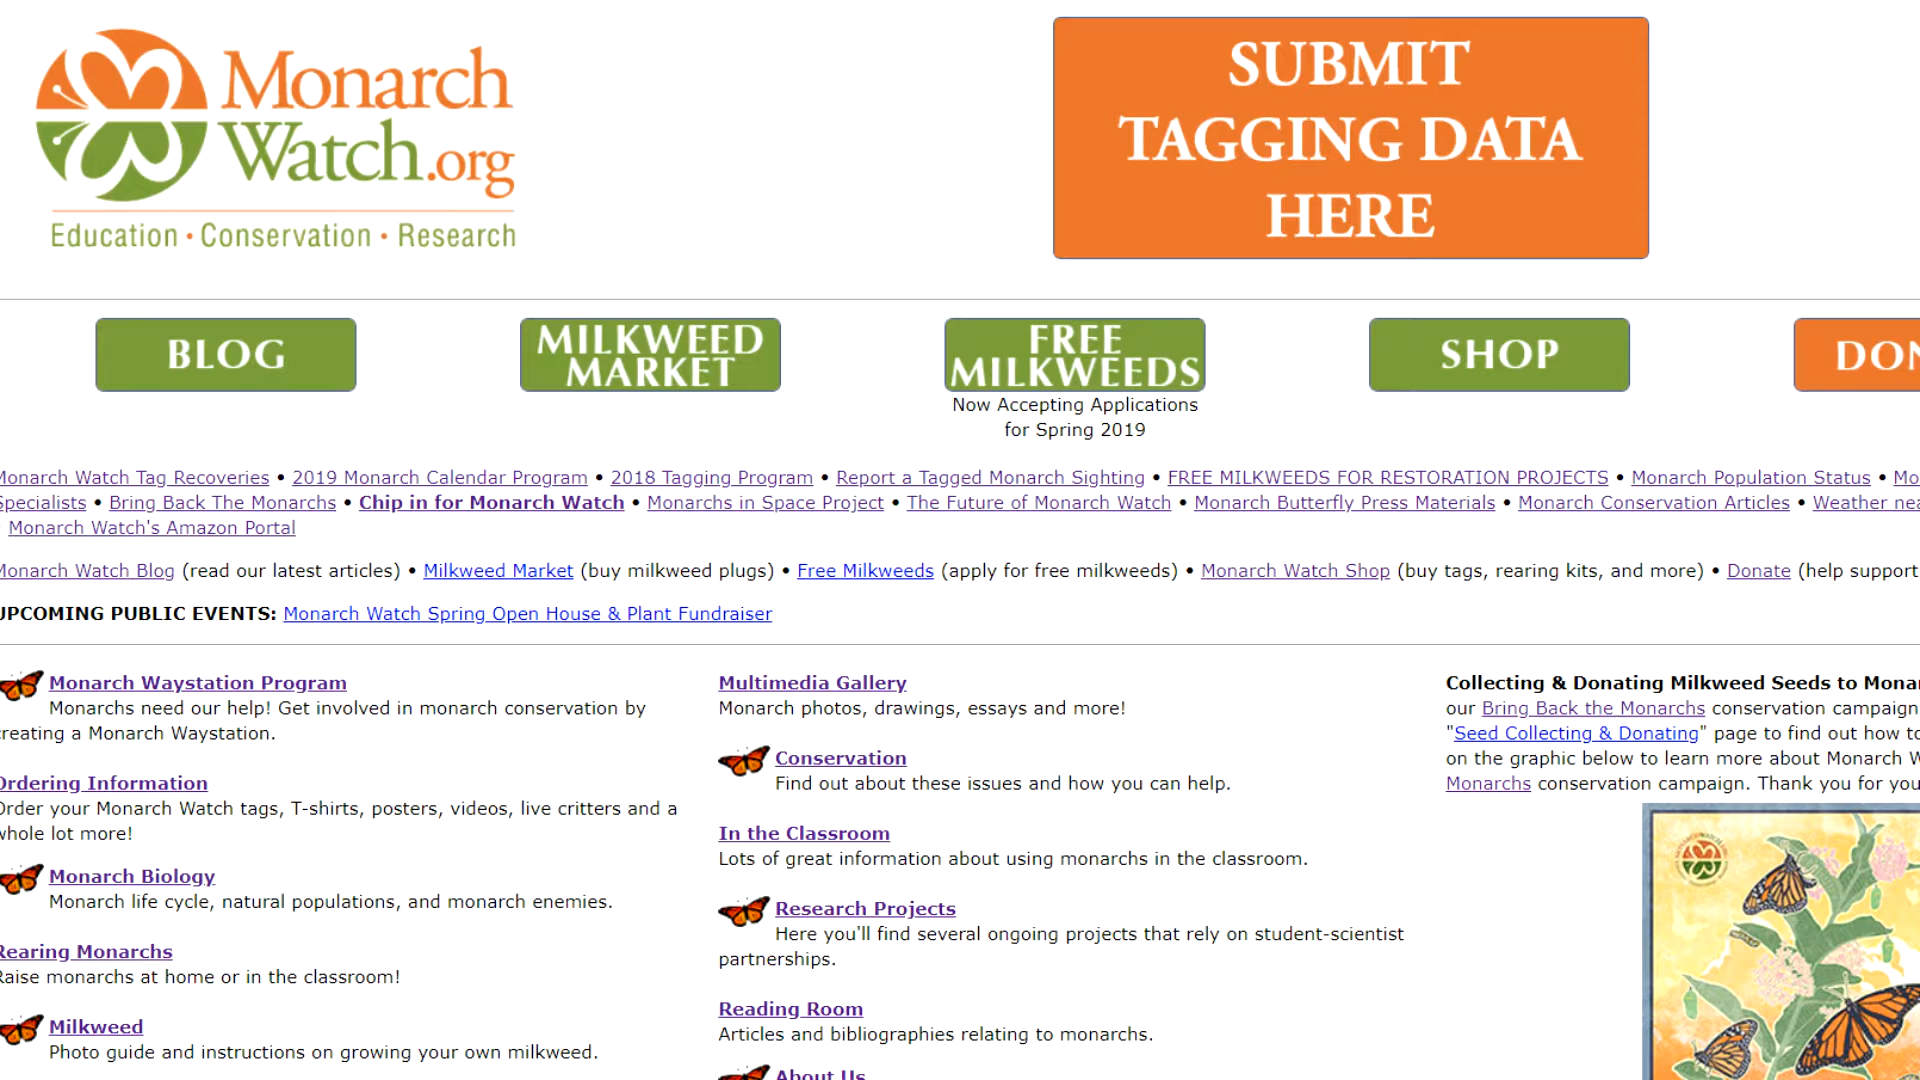 Monarch
Watch.org
Education • Conservation • Research
SUBMIT
TAGGING DATA
HERE
BLOG
MILKWEED
MARKET
FREE
MILKWEEDS
SHOP
Now Accepting Applications
for Spring 2019
Monarch Watch Tag Recoveries • 2019 Monarch Calendar Program • 2018 Tagging Program • Report a Tagged Monarch Sighting • FREE MILKWEEDS FOR RESTORATION PROJECTS • Monarch Population Status •
Specialists • Bring Back The Monarchs • Chip in for Monarch Watch • Monarchs in Space Project • The Future of Monarch Watch • Monarch Butterfly Press Materials • Monarch Conservation Articles • Weather
Monarch Watch's Amazon Portal
Monarch Watch Blog (read our latest articles) • Milkweed Market (buy milkweed plugs) • Free Milkweeds (apply for free milkweeds) • Monarch Watch Shop (buy tags, rearing kits, and more) • Donate (help support
UPCOMING PUBLIC EVENTS: Monarch Watch Spring Open House & Plant Fundraiser
Monarch Waystation Program
Monarchs need our help! Get involved in monarch conservation by
creating a Monarch Waystation.
Ordering Information
Order your Monarch Watch tags, T-shirts, posters, videos, live critters and a
whole lot more!
Monarch Biology
Monarch life cycle, natural populations, and monarch enemies.
Rearing Monarchs
Raise monarchs at home or in the classroom!
Milkweed
Photo guide and instructions on growing your own milkweed.
Multimedia Gallery
Monarch photos, drawings, essays and more!
Conservation
Find out about these issues and how you can help.
In the Classroom
Lots of great information about using monarchs in the classroom.
Research Projects
Here you'll find several ongoing projects that rely on student-scientist
partnerships.
Reading Room
Articles and bibliographies relating to monarchs.
About Us
Collecting & Donating Milkweed Seeds to
our Bring Back the Monarchs conservation campaign
"Seed Collecting & Donating" page to find out how to
on the graphic below to learn more about Monarch
Monarchs conservation campaign. Thank you for